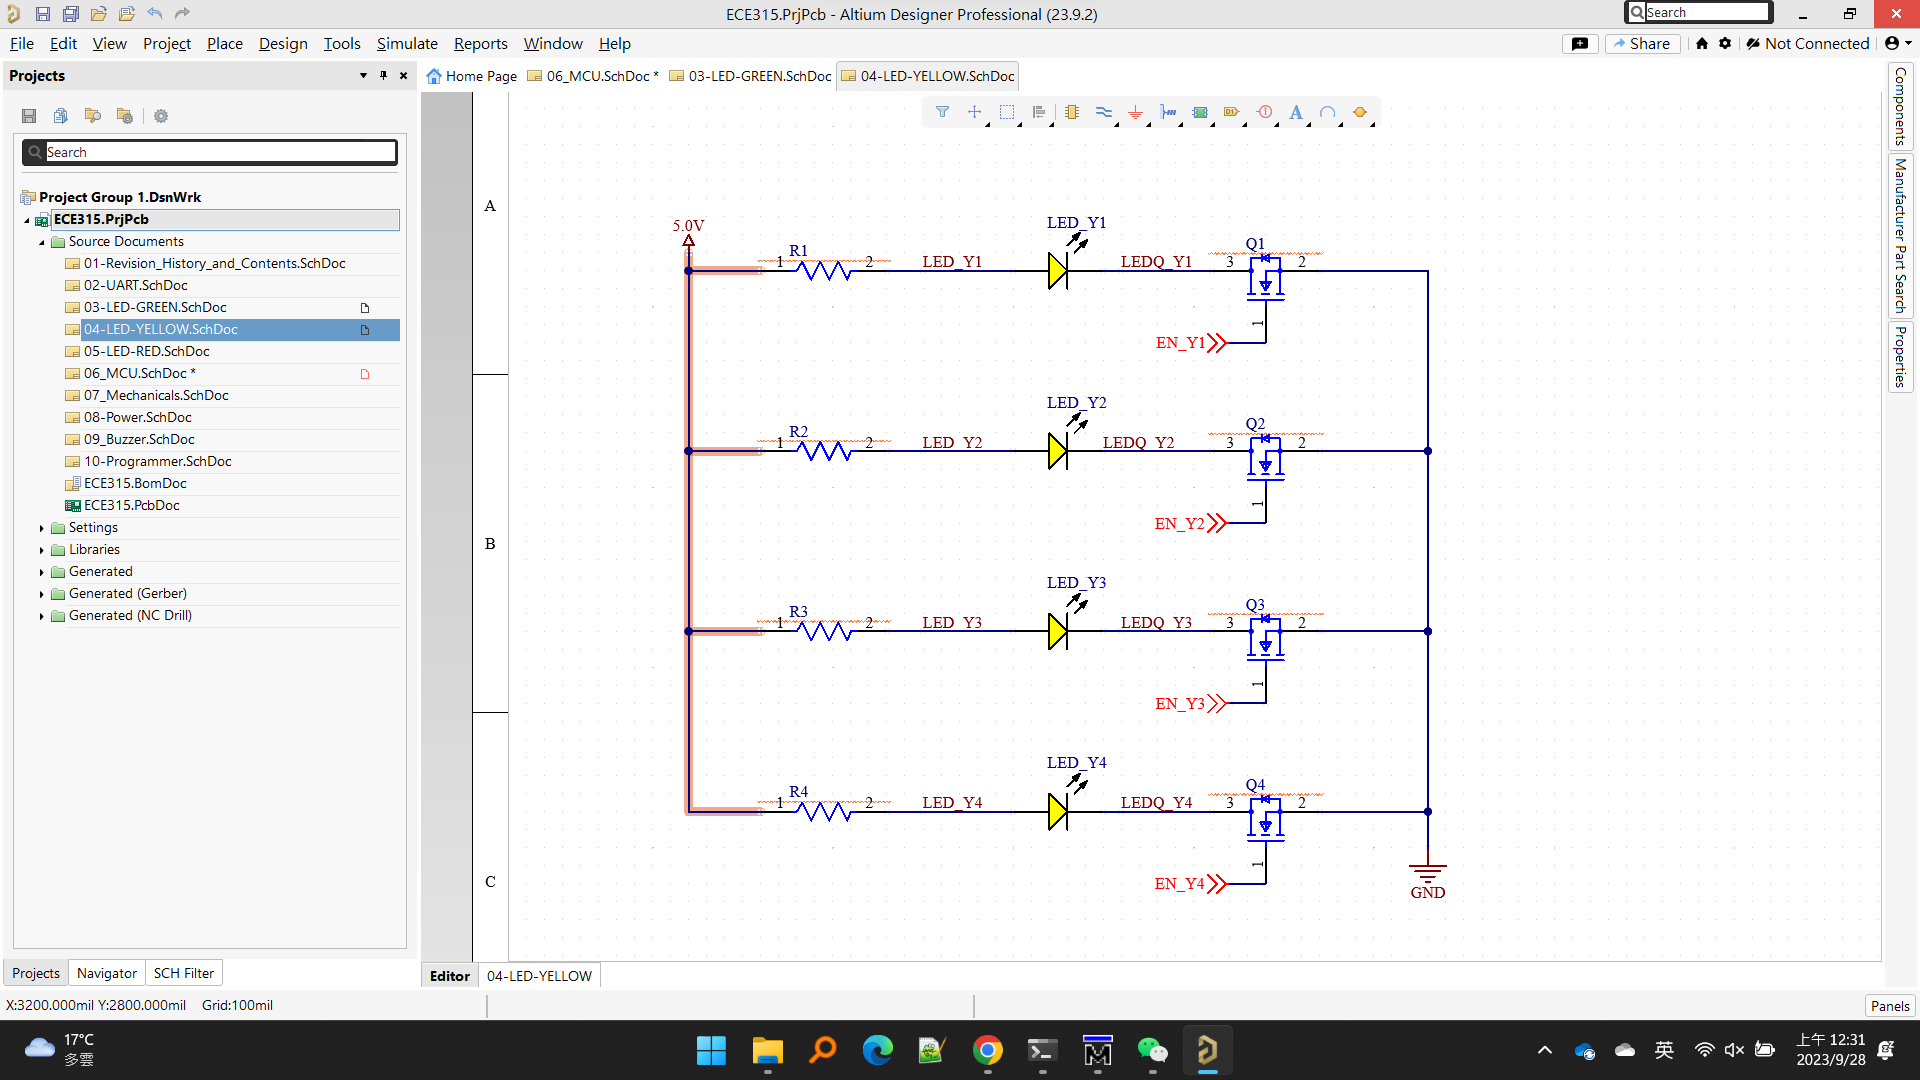 ECE315.PrjPcb - Altium Designer Professional (23.9.2)
Search
File Edit View Project Place Design Tools Simulate Reports Window Help
Share
Not Connected
Projects
Home Page
06_MCU.SchDoc *
03-LED-GREEN.SchDoc
04-LED-YELLOW.SchDoc
Search
Project Group 1.DsnWrk
ECE315.PrjPcb
Source Documents
01-Revision_History_and_Contents.SchDoc
02-UART.SchDoc
03-LED-GREEN.SchDoc
04-LED-YELLOW.SchDoc
05-LED-RED.SchDoc
06_MCU.SchDoc *
07_Mechanicals.SchDoc
08-Power.SchDoc
09_Buzzer.SchDoc
10-Programmer.SchDoc
ECE315.BomDoc
ECE315.PcbDoc
Settings
Libraries
Generated
Generated (Gerber)
Generated (NC Drill)
Projects
Navigator
SCH Filter
A
B
C
5.0V
LED_Y1
R1
1
2
LED_Y1
LEDQ_Y1
Q1
3
2
1
EN_Y1
LED_Y2
R2
1
2
LED_Y2
LEDQ_Y2
Q2
3
2
1
EN_Y2
LED_Y3
R3
1
2
LED_Y3
LEDQ_Y3
Q3
3
2
1
EN_Y3
LED_Y4
R4
1
2
LED_Y4
LEDQ_Y4
Q4
3
2
1
EN_Y4
GND
Components
Manufacturer Part Search
Properties
Editor
04-LED-YELLOW
X:3200.000mil Y:2800.000mil Grid:100mil
Panels
17°C
多雲
英
上午 12:31
2023/9/28